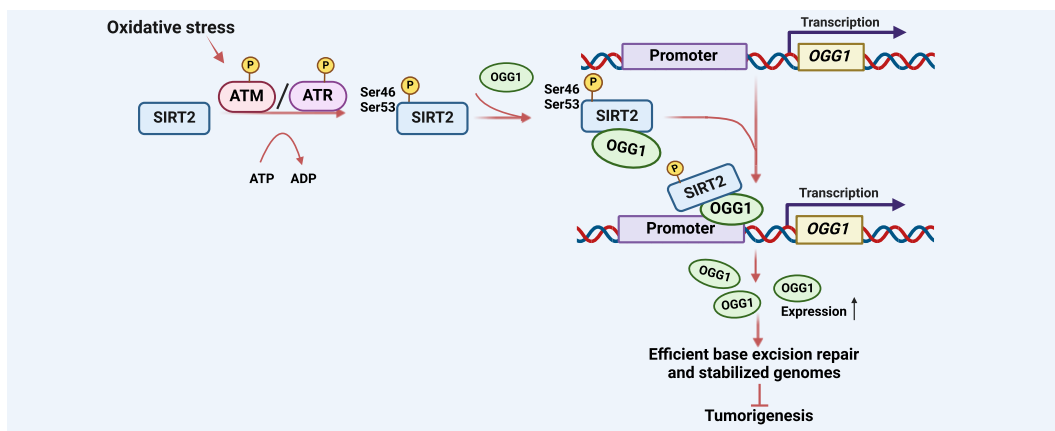 Oxidative stress
P
P
ATM
/
ATR
SIRT2
ATP
ADP
Ser46
Ser53
P
SIRT2
OGG1
Ser46
Ser53
P
SIRT2
OGG1
Promoter
Transcription
OGG1
P
SIRT2
OGG1
Promoter
Transcription
OGG1
OGG1
OGG1
OGG1
Expression
Efficient base excision repair
and stabilized genomes
Tumorigenesis